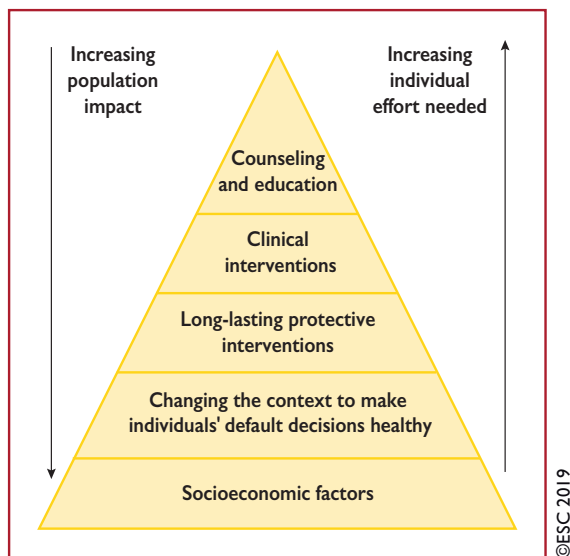 Increasing
population
impact
Increasing
individual
effort needed
Counseling
and education
Clinical
interventions
Long-lasting protective
interventions
Changing the context to make
individuals' default decisions healthy
Socioeconomic factors
©ESC 2019